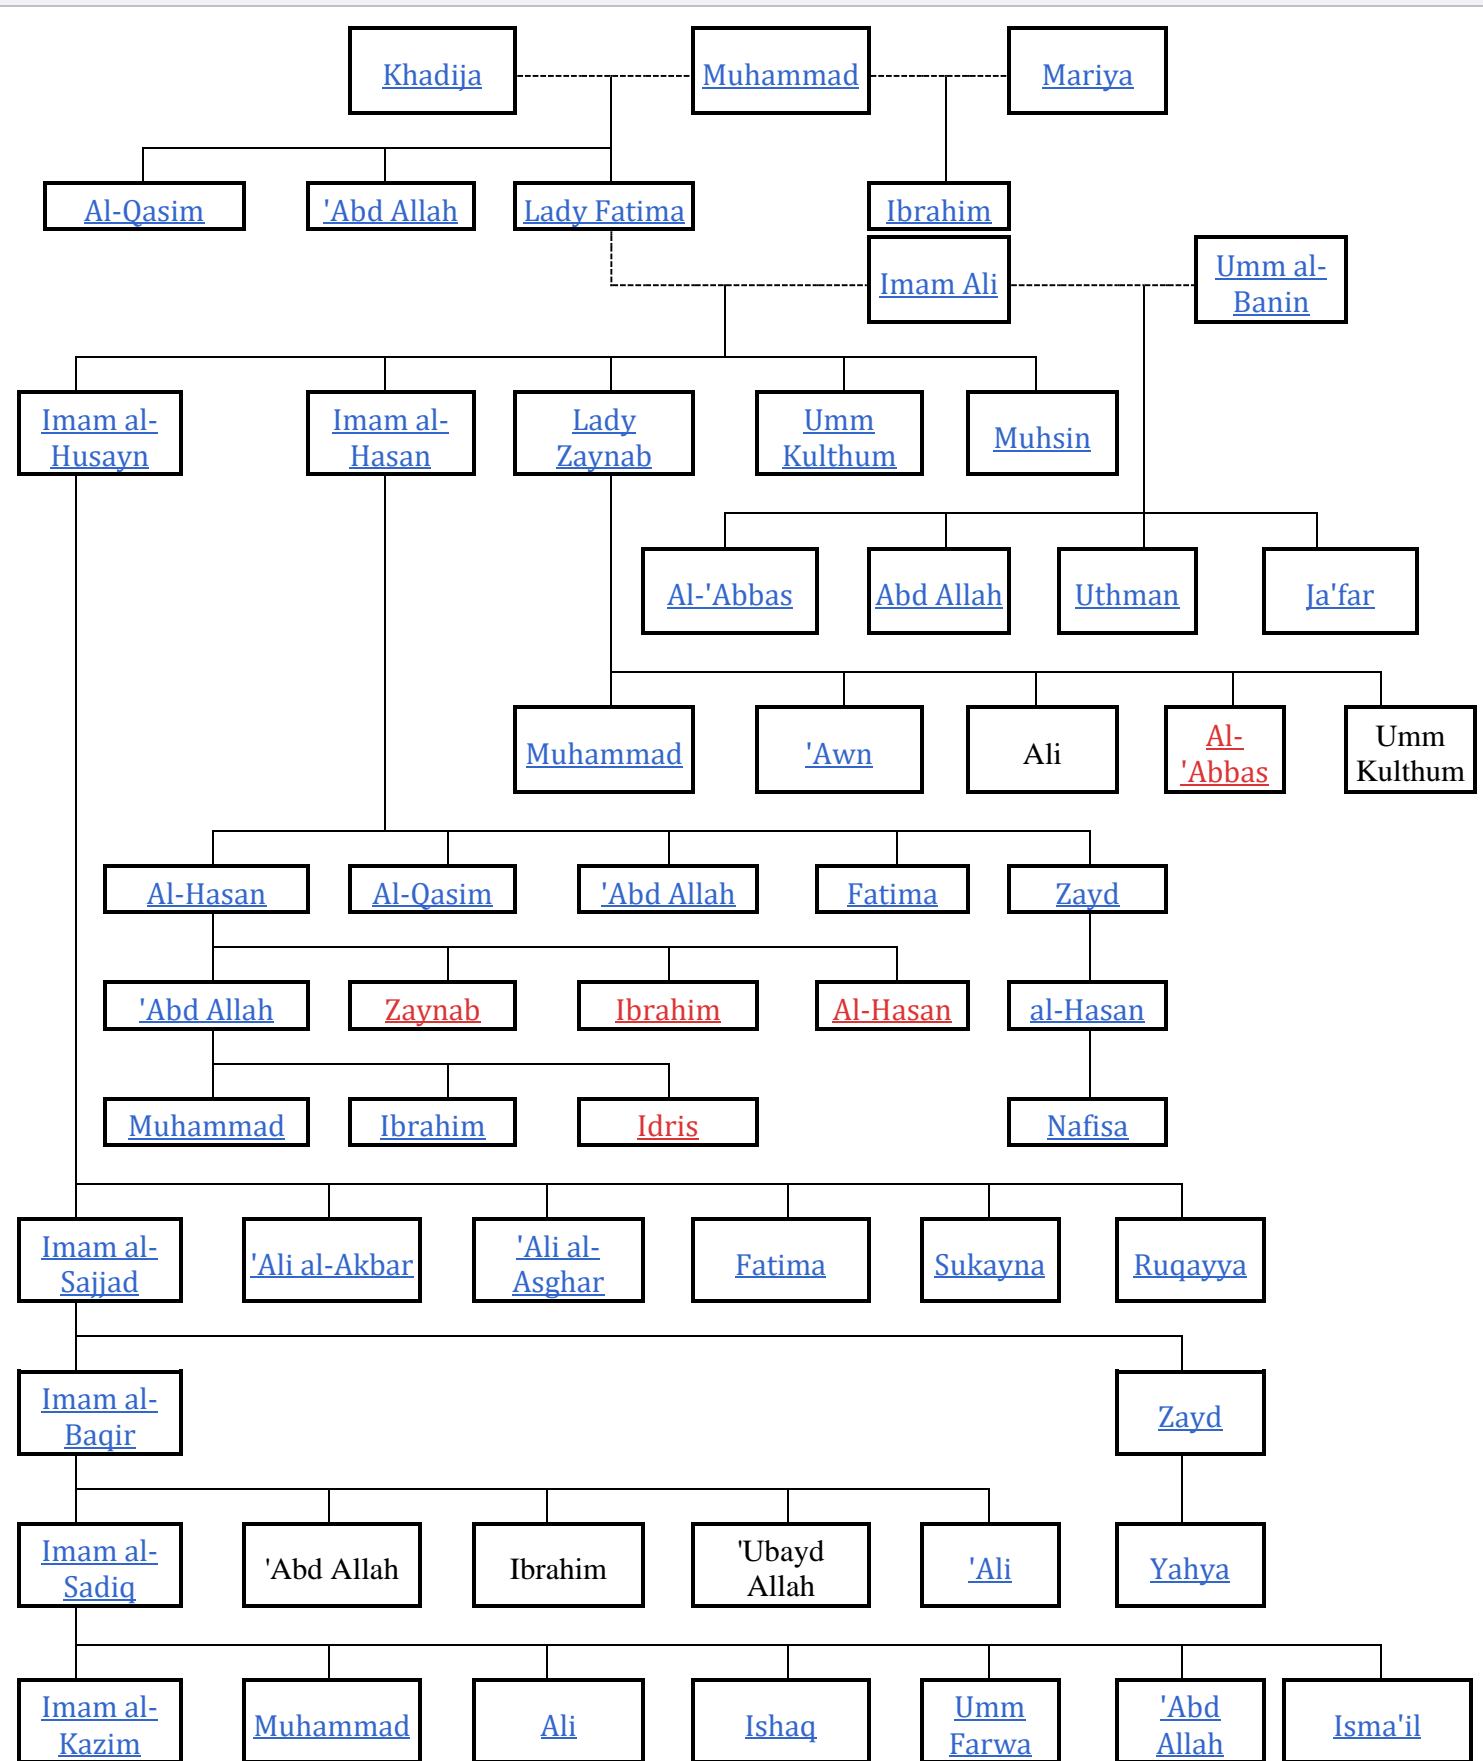 Khadija
Muhammad
Mariya
Al-Qasim
'Abd Allah
Lady Fatima
Ibrahim
Imam Ali
Umm al-
Banin
Imam al-
Husayn
Imam al-
Hasan
Lady
Zaynab
Umm
Kulthum
Muhsin
Al-'Abbas
Abd Allah
Uthman
Ja'far
Muhammad
'Awn
Ali
Al-
'Abbas
Umm
Kulthum
Al-Hasan
Al-Qasim
'Abd Allah
Fatima
Zayd
'Abd Allah
Zaynab
Ibrahim
Al-Hasan
al-Hasan
Muhammad
Ibrahim
Idris
Nafisa
Imam al-
Sajjad
'Ali al-Akbar
'Ali al-
Asghar
Fatima
Sukayna
Ruqayya
Imam al-
Baqir
Zayd
Imam al-
Sadiq
'Abd Allah
Ibrahim
'Ubayd
Allah
'Ali
Yahya
Imam al-
Kazim
Muhammad
Ali
Ishaq
Umm
Farwa
'Abd
Allah
Isma'il